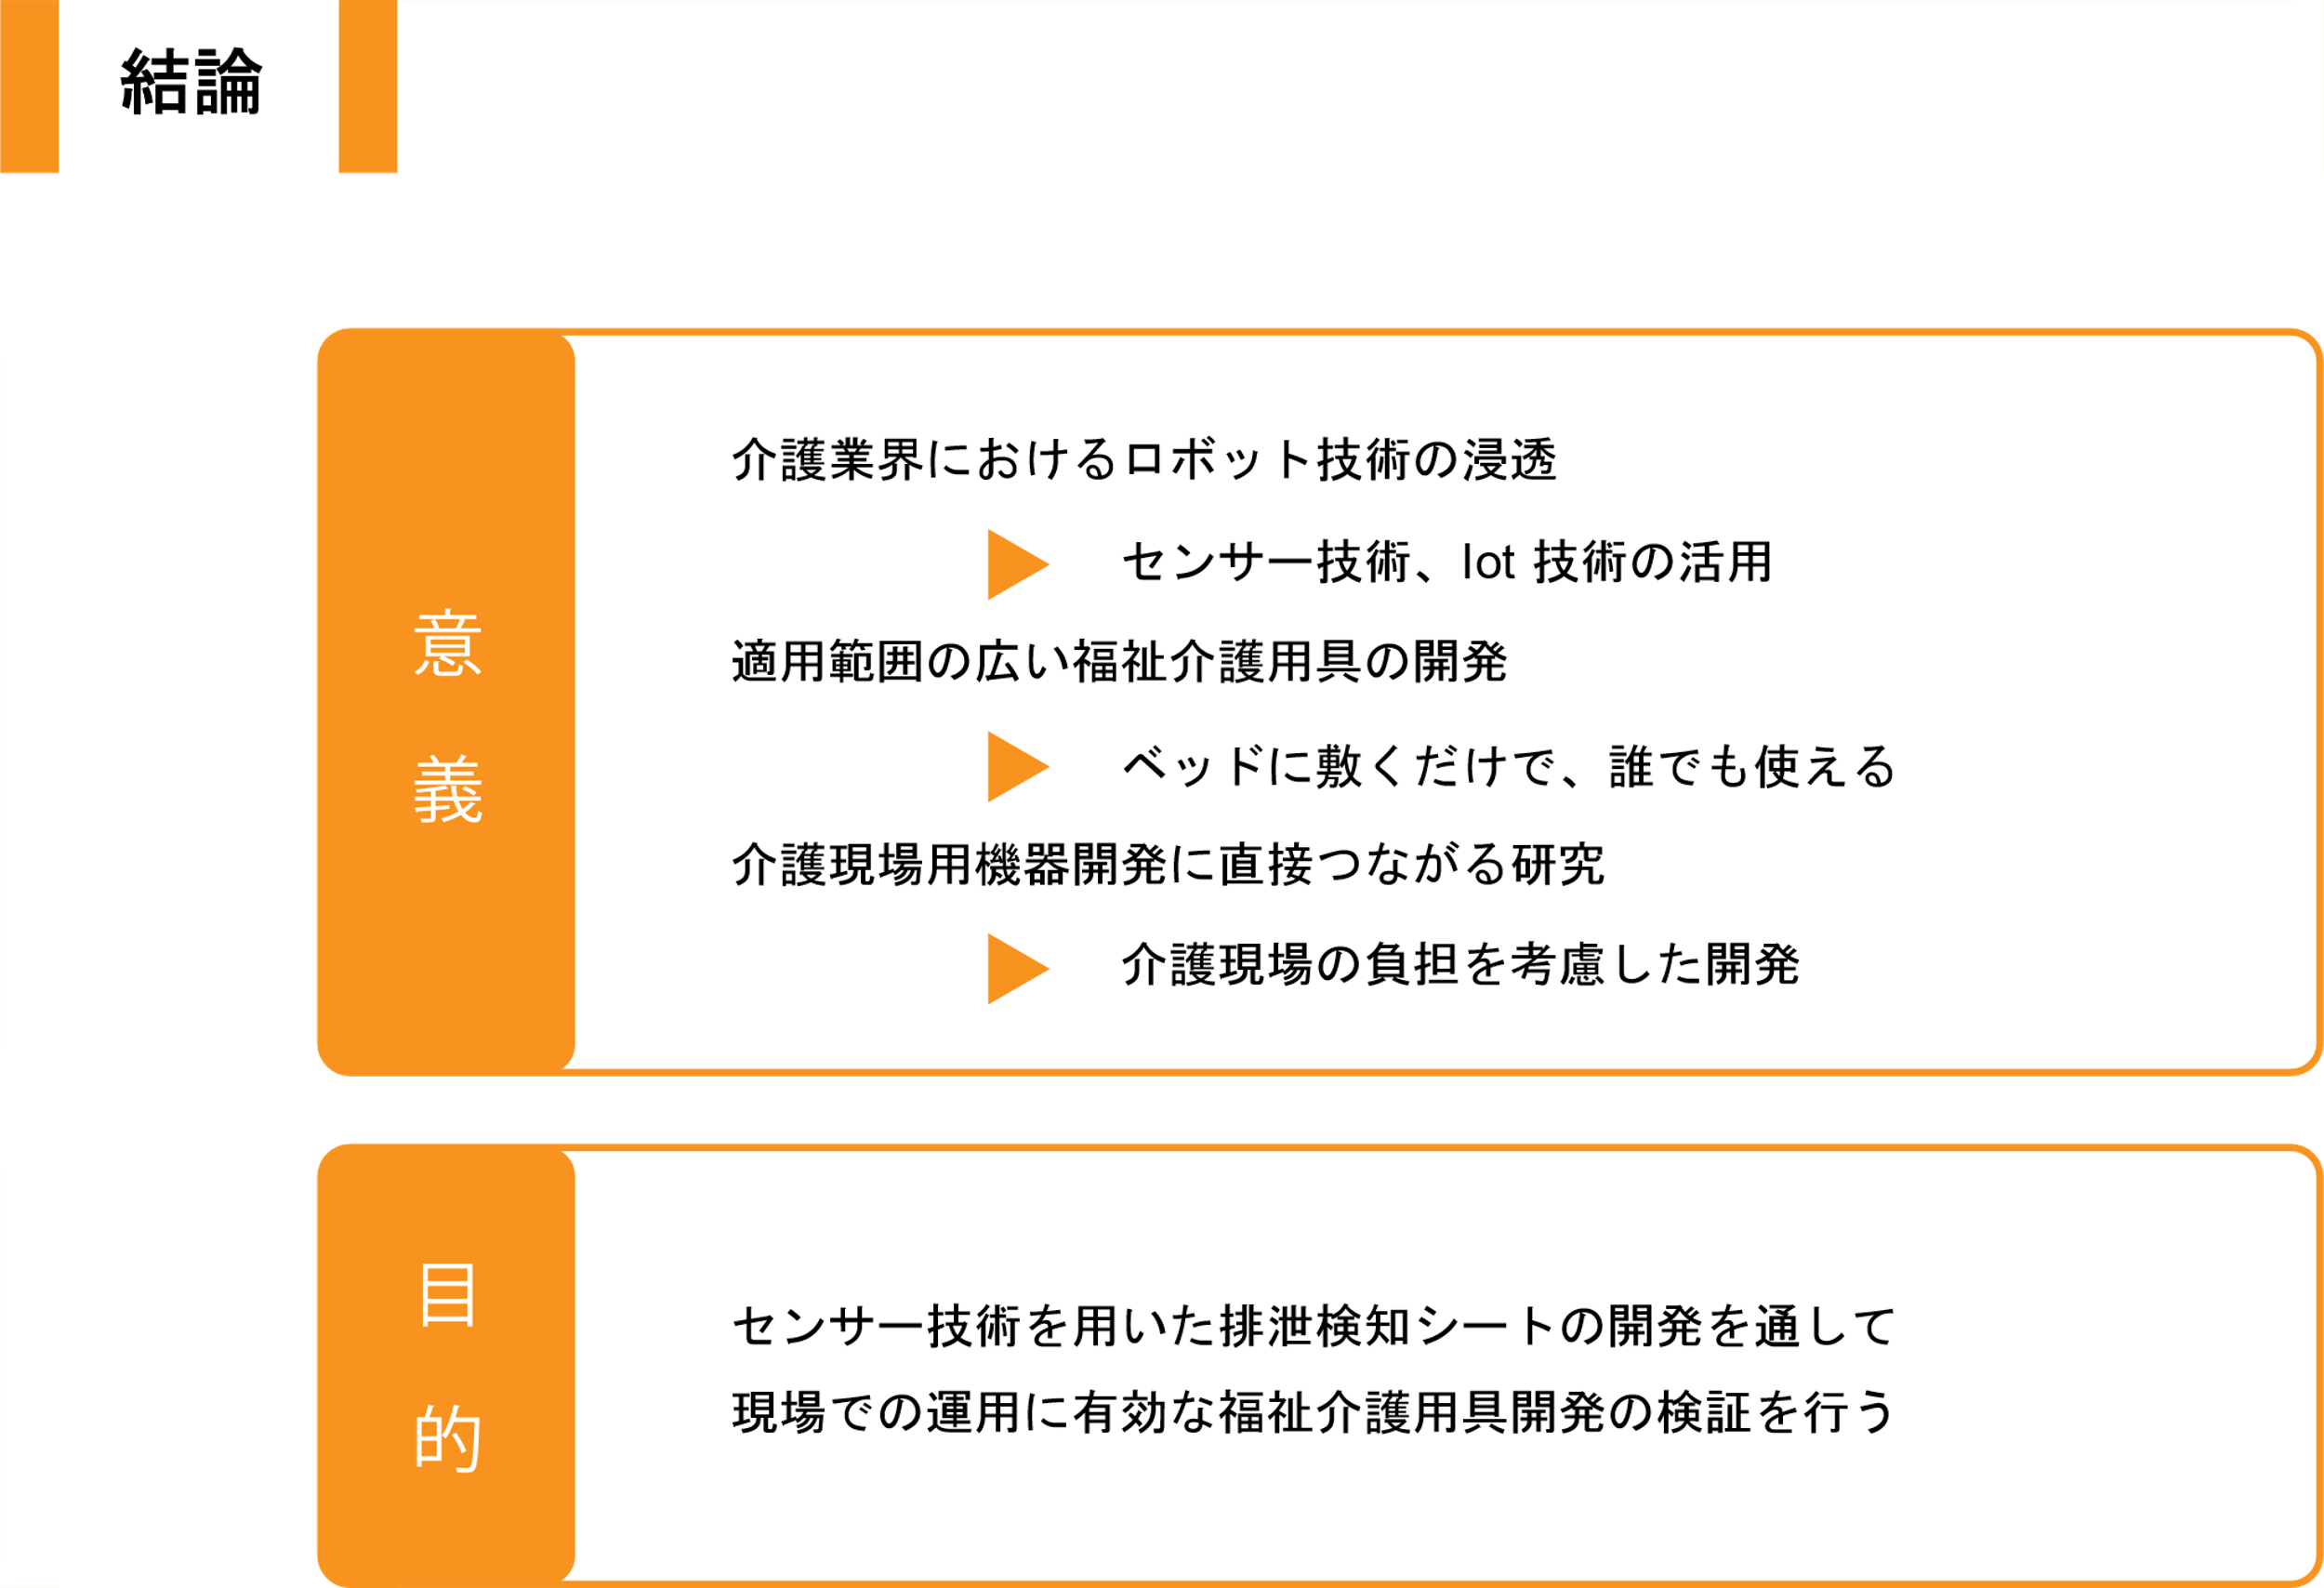 結論
意義
介護業界におけるロボット技術の浸透
センサー技術、Iot 技術の活用
適用範囲の広い福祉介護用具の開発
ベッドに敷くだけで、誰でも使える
介護現場用機器開発に直接つながる研究
介護現場の負担を考慮した開発
目的
センサー技術を用いた排泄検知シートの開発を通して
現場での運用に有効な福祉介護用具開発の検証を行う